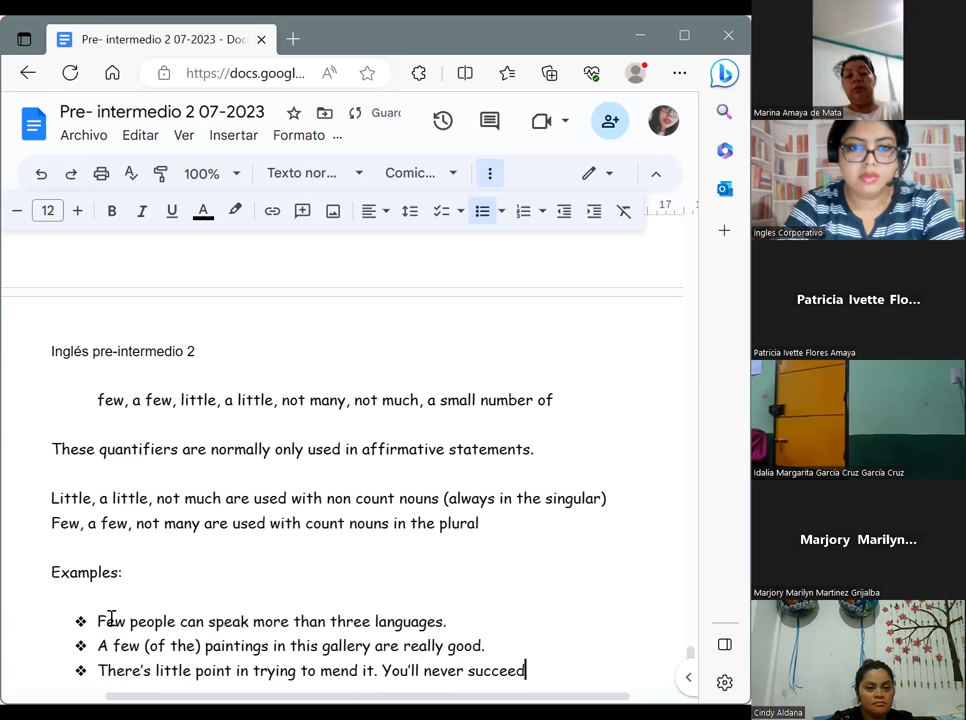 Pre- intermedio 2 07-2023 - Doc
https://docs.googl...
Pre- intermedio 2 07-2023
Guarc
Archivo Editar Ver Insertar Formato ...
100% Texto nor... Comic...
12
17
Inglés pre-intermedio 2
few, a few, little, a little, not many, not much, a small number of
These quantifiers are normally only used in affirmative statements.
Little, a little, not much are used with non count nouns (always in the singular)
Few, a few, not many are used with count nouns in the plural
Examples:
❖ Few people can speak more than three languages.
❖ A few (of the) paintings in this gallery are really good.
❖ There's little point in trying to mend it. You'll never succeed
Marina Amaya de Mata
Ingles Corporativo
Patricia Ivette Flo...
Patricia Ivette Flores Amaya
Idalia Margarita García Cruz García Cruz
Marjory Marilyn...
Marjory Marilyn Martinez Grijalba
Cindy Aldana